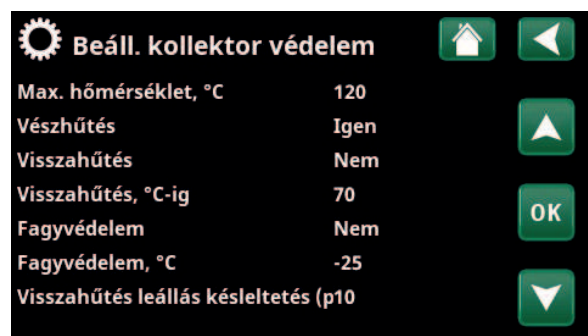 Beáll. kollektor védelem
Max. hőmérséklet, °C 120
Vészhűtés Igen
Visszahűtés Nem
Visszahűtés, °C-ig 70
Fagyvédelem Nem
OK
Fagyvédelem, °C -25
Visszahűtés leállás késleltetés (p10